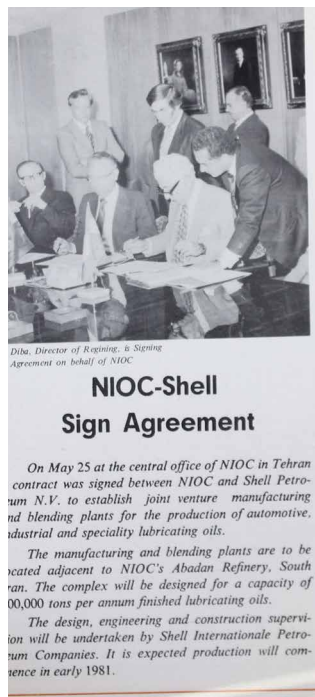 Diba, Director of Regining, is Signing
Agreement on behalf of NIOC
NIOC-Shell
Sign Agreement
On May 25 at the central office of NIOC in Tehran
contract was signed between NIOC and Shell Petro-
um N.V. to establish joint venture manufacturing
nd blending plants for the production of automotive,
dustrial and speciality lubricating oils.
The manufacturing and blending plants are to be
ocated adjacent to NIOC's Abadan Refinery, South
ran. The complex will be designed for a capacity of
00,000 tons per annum finished lubricating oils.
The design, engineering and construction supervi-
ion will be undertaken by Shell Internationale Petro-
um Companies. It is expected production will com-
nence in early 1981.